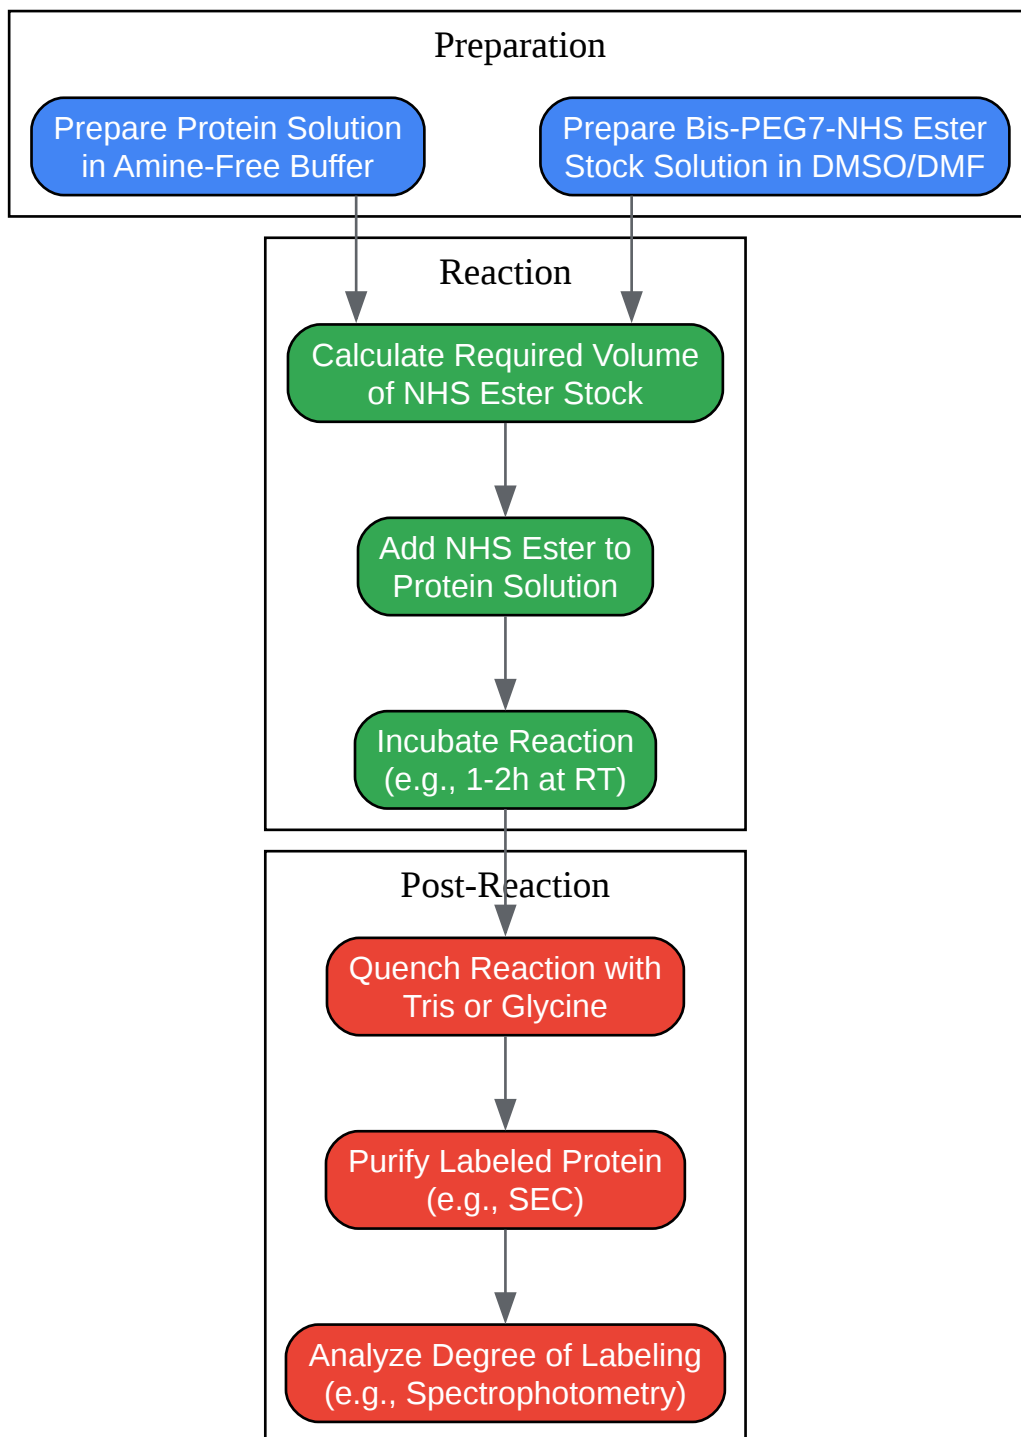 Preparation
Prepare Protein Solution
in Amine-Free Buffer
Prepare Bis-PEG7-NHS Ester
Stock Solution in DMSO/DMF
Reaction
Calculate Required Volume
of NHS Ester Stock
Add NHS Ester to
Protein Solution
Incubate Reaction
(e.g., 1-2h at RT)
Post-Reaction
Quench Reaction with
Tris or Glycine
Purify Labeled Protein
(e.g., SEC)
Analyze Degree of Labeling
(e.g., Spectrophotometry)